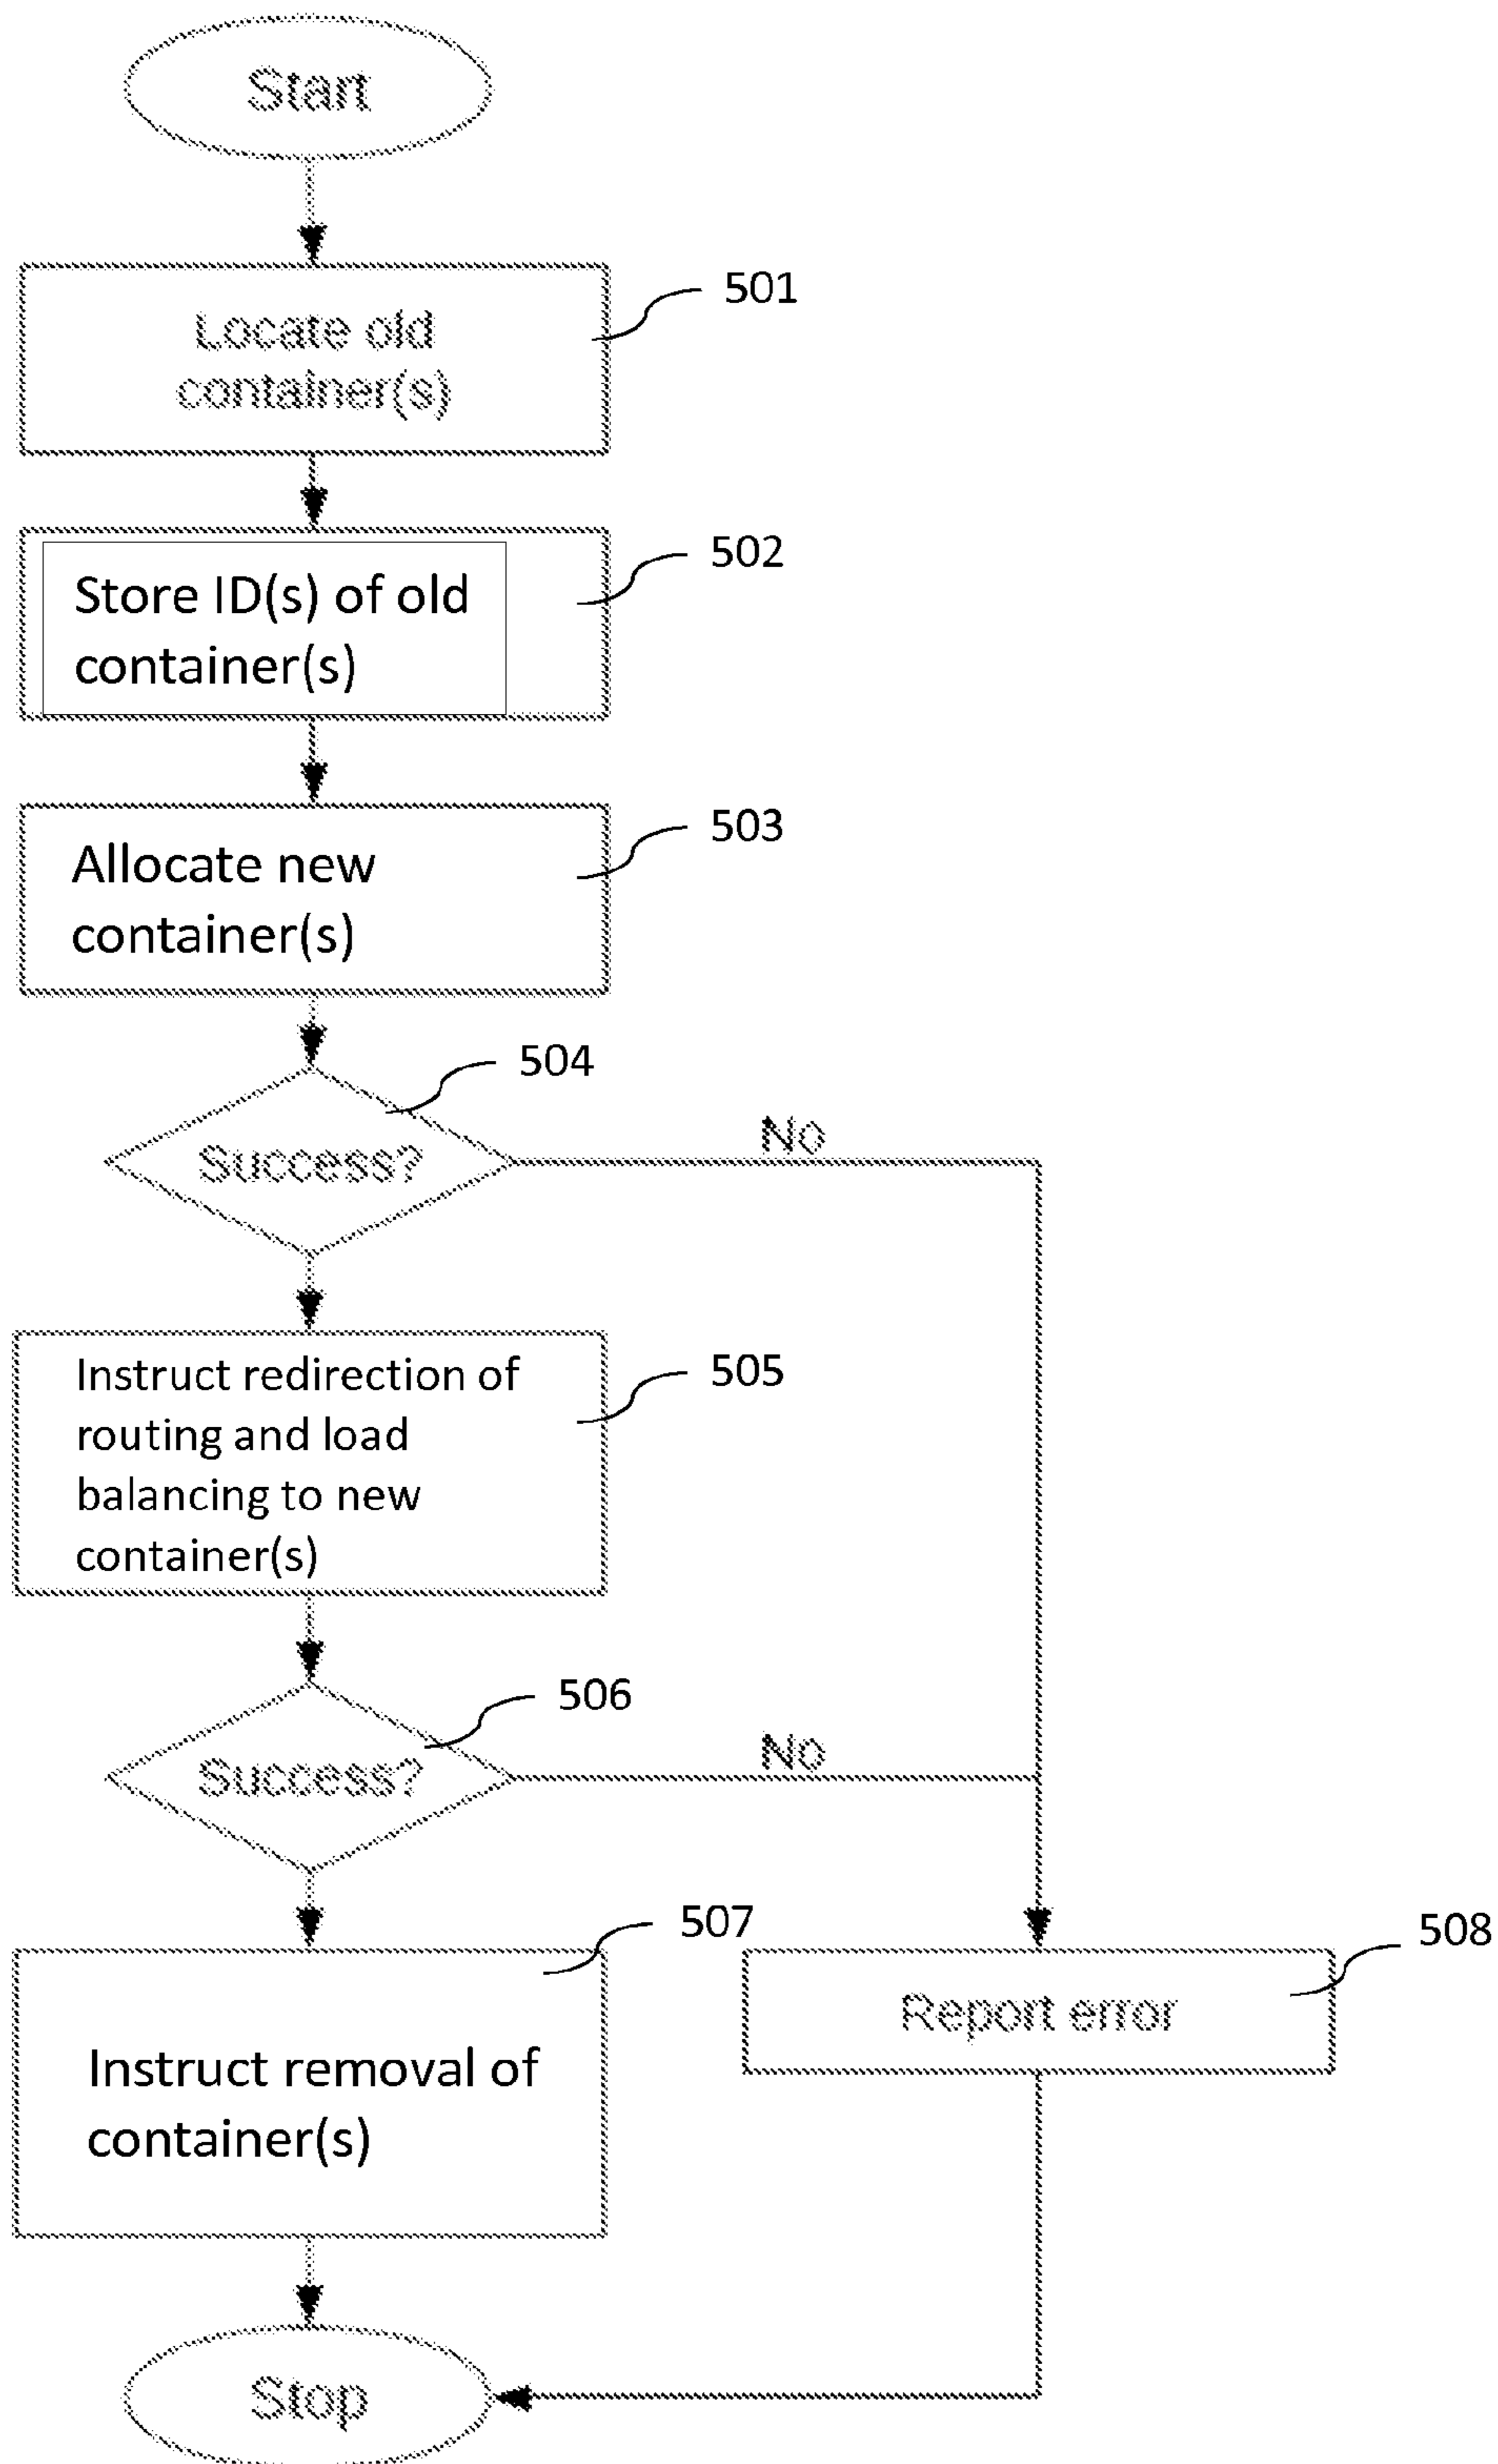 Start
501
Locate old
container(s)
502
Store ID(s) of old
container(s)
503
Allocate new
container(s)
504
No
Success?
505
Instruct redirection of
routing and load
balancing to new
container(s)
506
No
Success?
507
508
Report error
Instruct removal of
container(s)
Stop